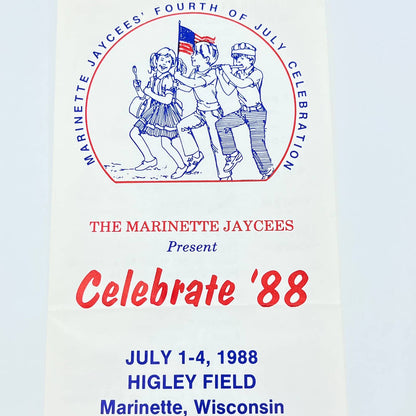 MARINETTE JAYCEES' FOURTH OF JULY CELEBRATION
THE MARINETTE JAYCEES
Present
Celebrate '88
JULY 1-4, 1988
HIGLEY FIELD
Marinette, Wisconsin